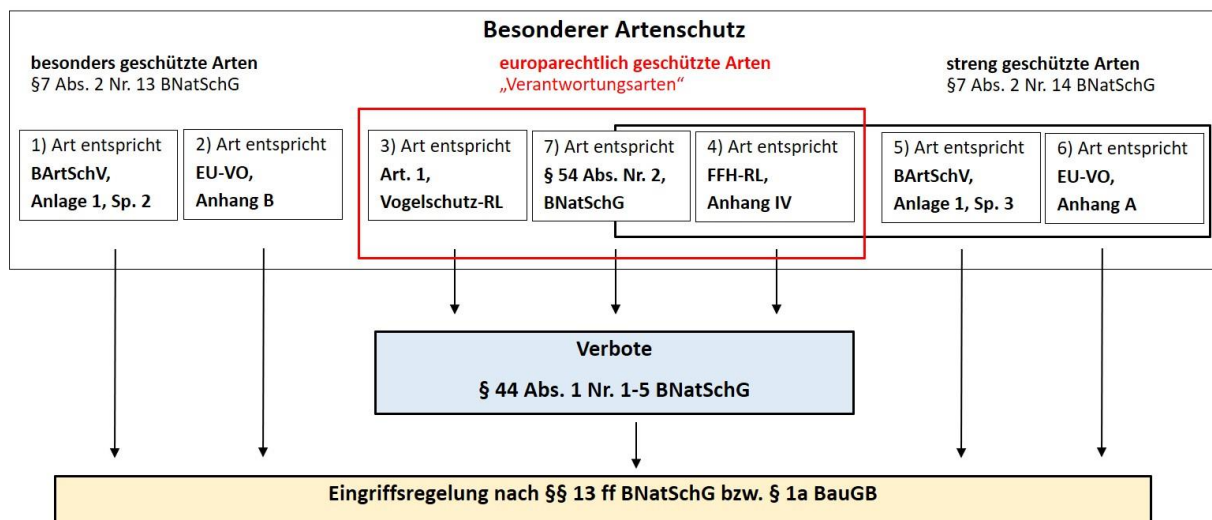 Besonderer Artenschutz
besonders geschützte Arten
§7 Abs. 2 Nr. 13 BNatSchG
europarechtlich geschützte Arten
„Verantwortungsarten“
streng geschützte Arten
§7 Abs. 2 Nr. 14 BNatSchG
1) Art entspricht
BArtSchV,
Anlage 1, Sp. 2
2) Art entspricht
EU-VO,
Anhang B
3) Art entspricht
Art. 1,
Vogelschutz-RL
7) Art entspricht
§ 54 Abs. Nr. 2,
BNatSchG
4) Art entspricht
FFH-RL,
Anhang IV
5) Art entspricht
BArtSchV,
Anlage 1, Sp. 3
6) Art entspricht
EU-VO,
Anhang A
Verbote
§ 44 Abs. 1 Nr. 1-5 BNatSchG
Eingriffsregelung nach §§ 13 ff BNatSchG bzw. § 1a BauGB